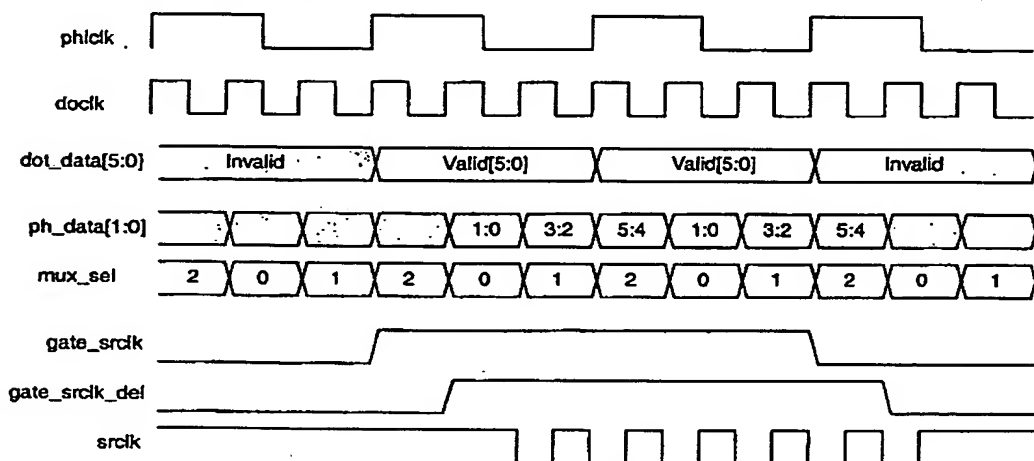 phiclk
doclk
dot_data[5:0}
Invalid Valid[5:0] Valid[5:0] Invalid
ph_data[1:0]
1:0 3:2 5:4 1:0 3:2 5:4
mux_sel
2 0 1 2 0 1 2 0 1 2 0 1
gate_srclk
gate_srclk_del
srclk